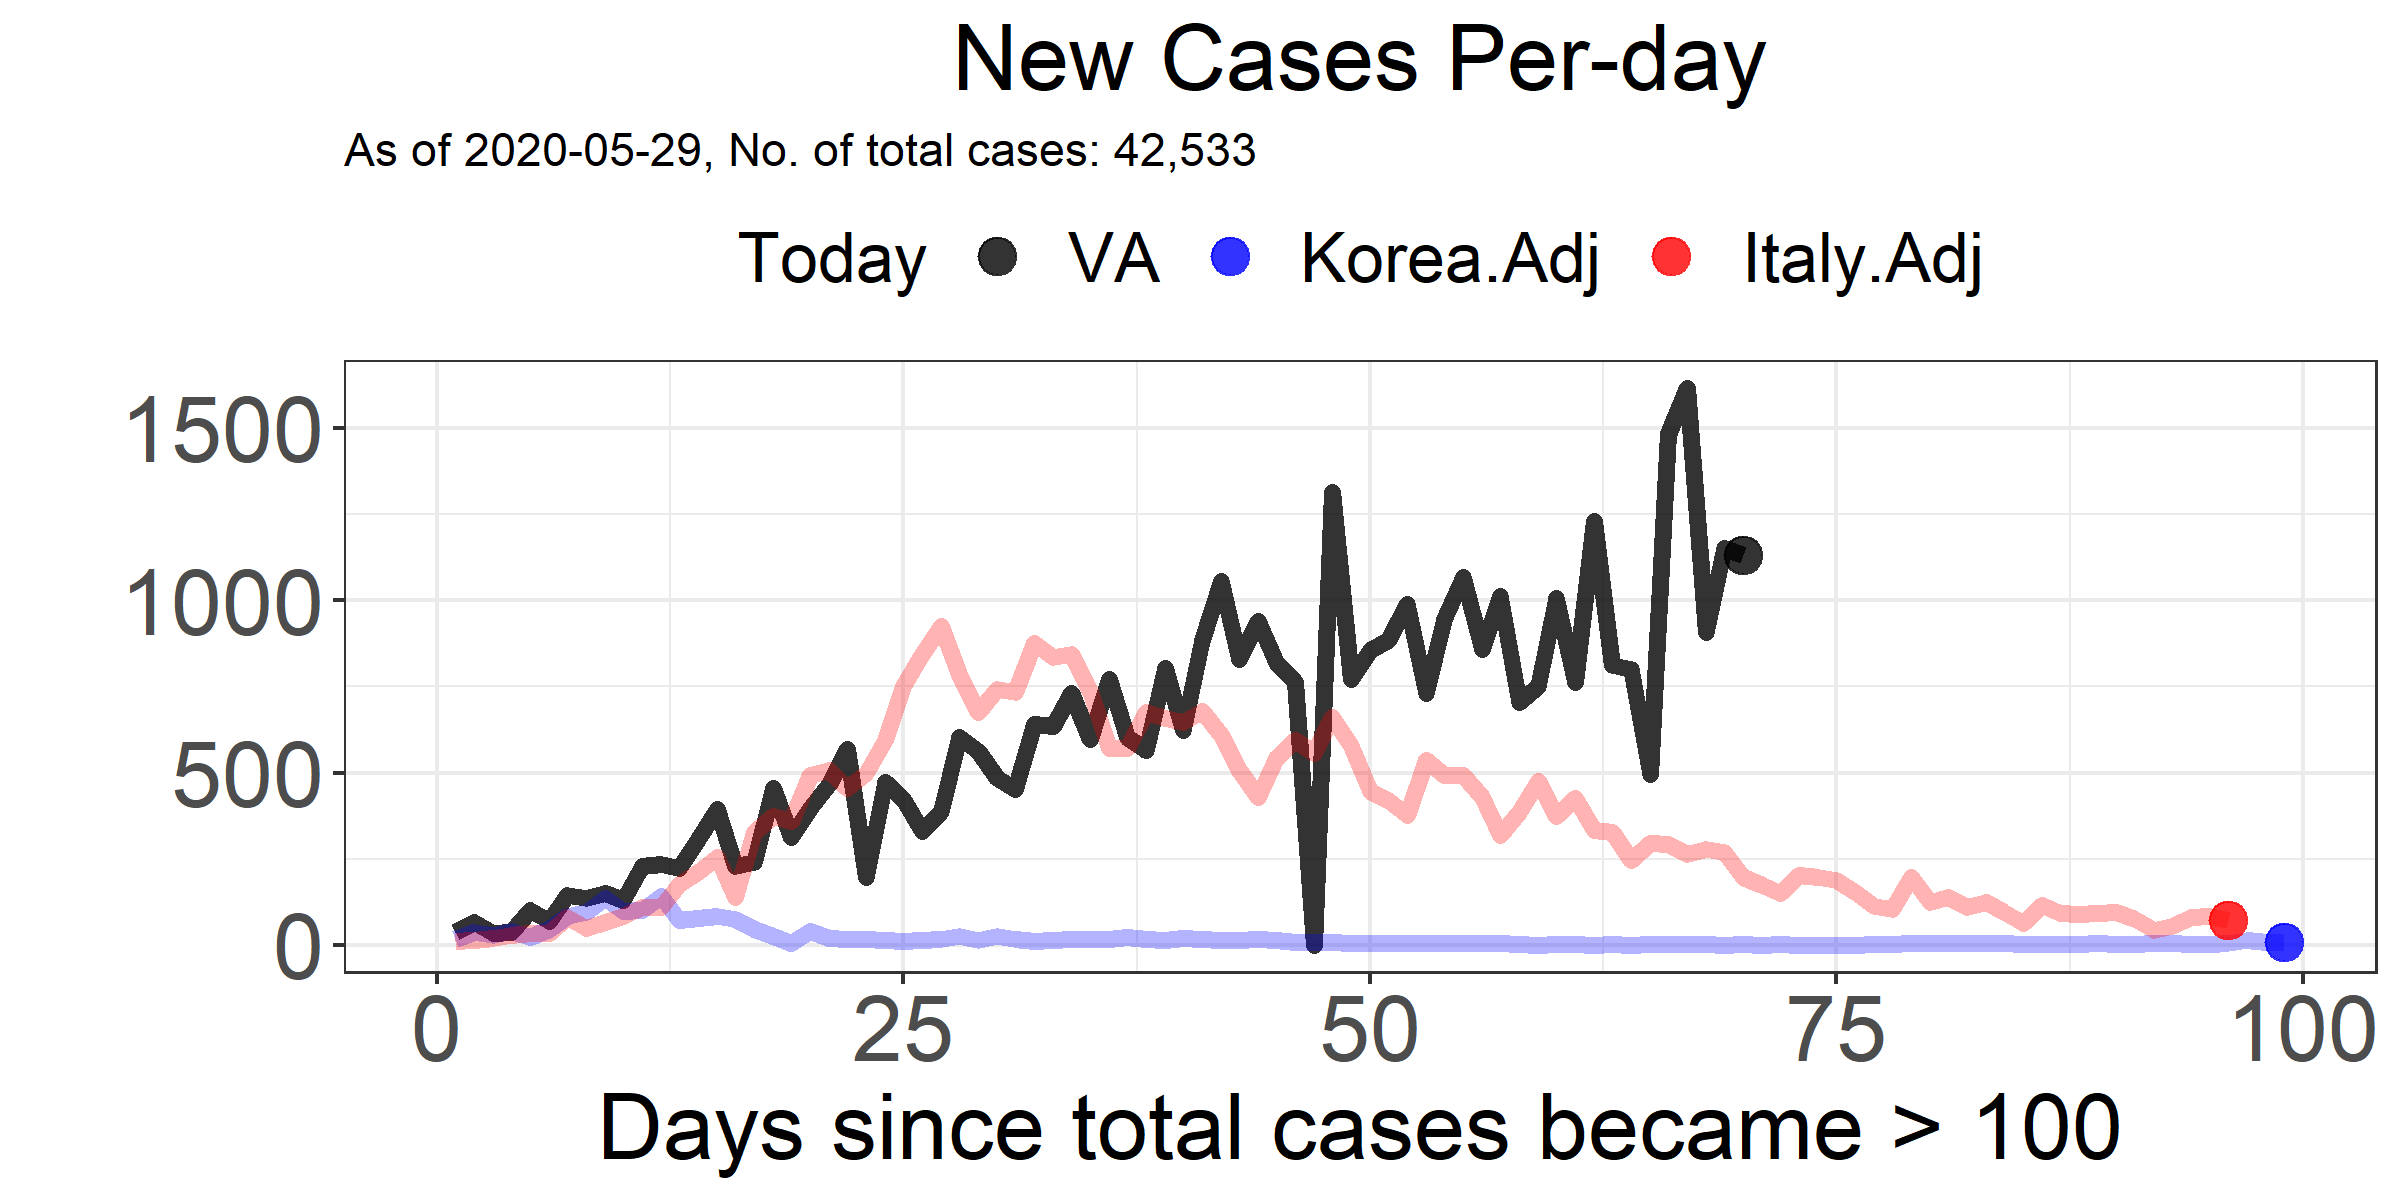 New Cases Per-day
As of 2020-05-29, No. of total cases: 42,533
Today VA Korea.Adj Italy.Adj
1500
1000
500
0
0 25 50 75 100
Days since total cases became > 100